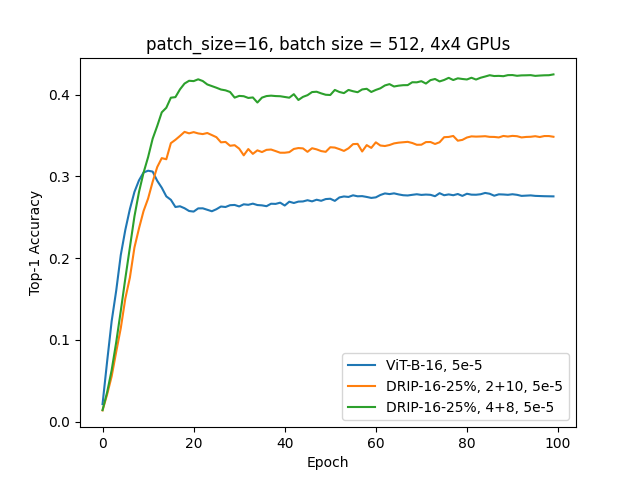 patch_size=16, batch size = 512, 4x4 GPUs
Top-1 Accuracy
0.4
0.3
0.2
0.1
0.0
0 20 40 60 80 100
Epoch
ViT-B-16, 5e-5
DRIP-16-25%, 2+10, 5e-5
DRIP-16-25%, 4+8, 5e-5